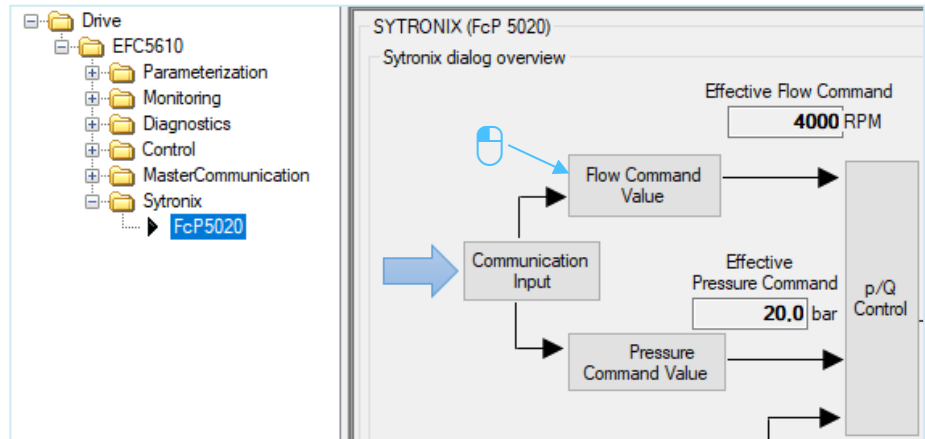 Drive
EFC5610
Parameterization
Monitoring
Diagnostics
Control
MasterCommunication
Sytronix
FcP5020
SYTRONIX (FcP 5020)
Sytronix dialog overview
Effective Flow Command
4000 RPM
Flow Command
Value
Communication
Input
Effective
Pressure Command
20,0 bar
p/Q
Control
Pressure
Command Value